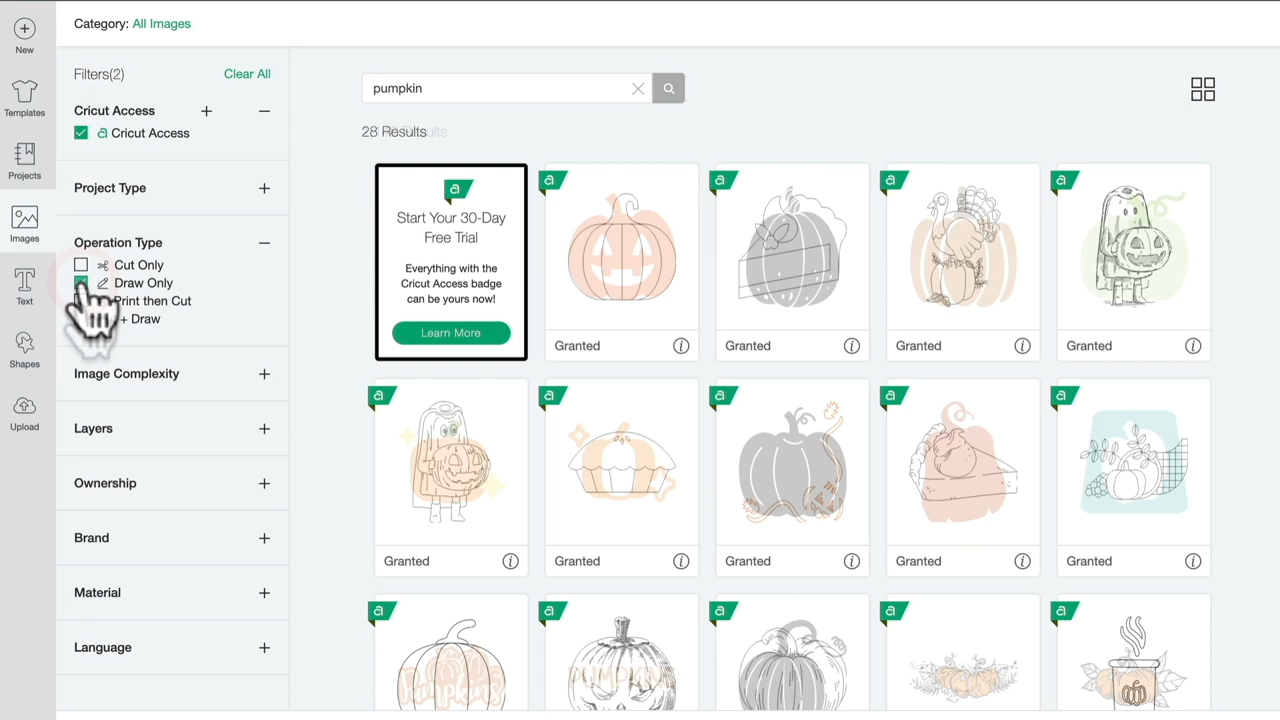 Category: All Images
New
Templates
Projects
Images
Text
Shapes
Upload
Filters(2)
Clear All
Cricut Access
Cricut Access
Project Type
Operation Type
Cut Only
Draw Only
Print then Cut
+ Draw
Image Complexity
Layers
Ownership
Brand
Material
Language
pumpkin
28 Results
a
Start Your 30-Day
Free Trial
Everything with the
Cricut Access badge
can be yours now!
Learn More
Granted
Granted
Granted
Granted
Granted
Granted
Granted
Granted
Granted
Pumpkins
PUMPKIN